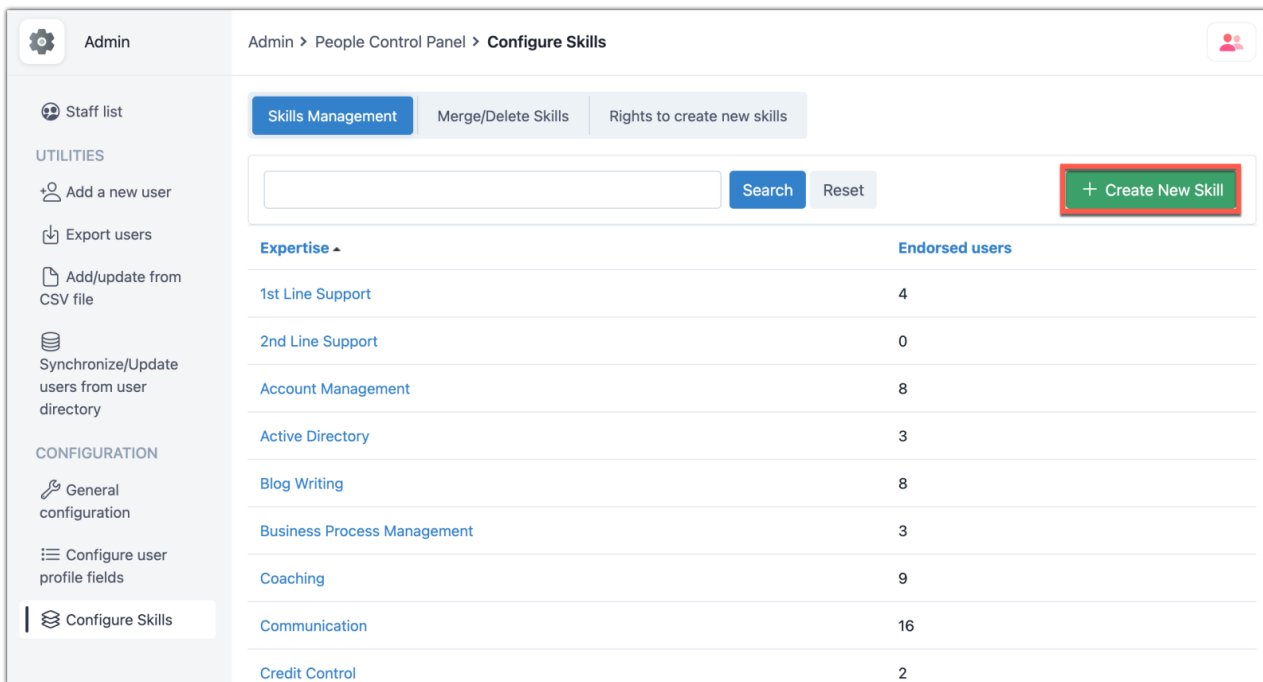 Admin
Admin > People Control Panel > Configure Skills
Staff list
UTILITIES
Add a new user
Export users
Add/update from
CSV file
Synchronize/Update
users from user
directory
CONFIGURATION
General
configuration
Configure user
profile fields
Configure Skills
Skills Management Merge/Delete Skills Rights to create new skills
Search Reset + Create New Skill
Expertise Endorsed users
1st Line Support 4
2nd Line Support 0
Account Management 8
Active Directory 3
Blog Writing 8
Business Process Management 3
Coaching 9
Communication 16
Credit Control 2